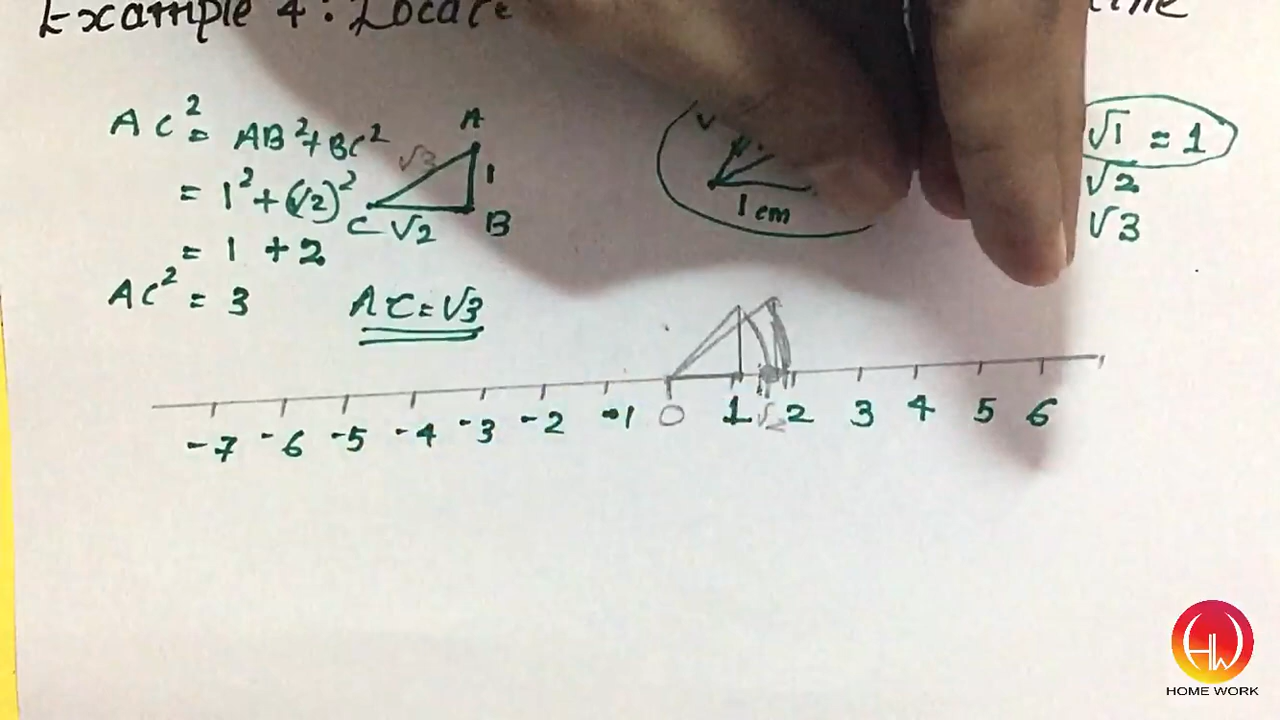 Example 4: Locate
line
AC² = AB² + BC²
= 1² + (√2)²
= 1 + 2
AC² = 3
AC = √3
A
√3
1
C √2 B
1 cm
√1 = 1
√2
√3
-7 -6 -5 -4 -3 -2 -1 0 1 √2 2 3 4 5 6
HW
HOME WORK